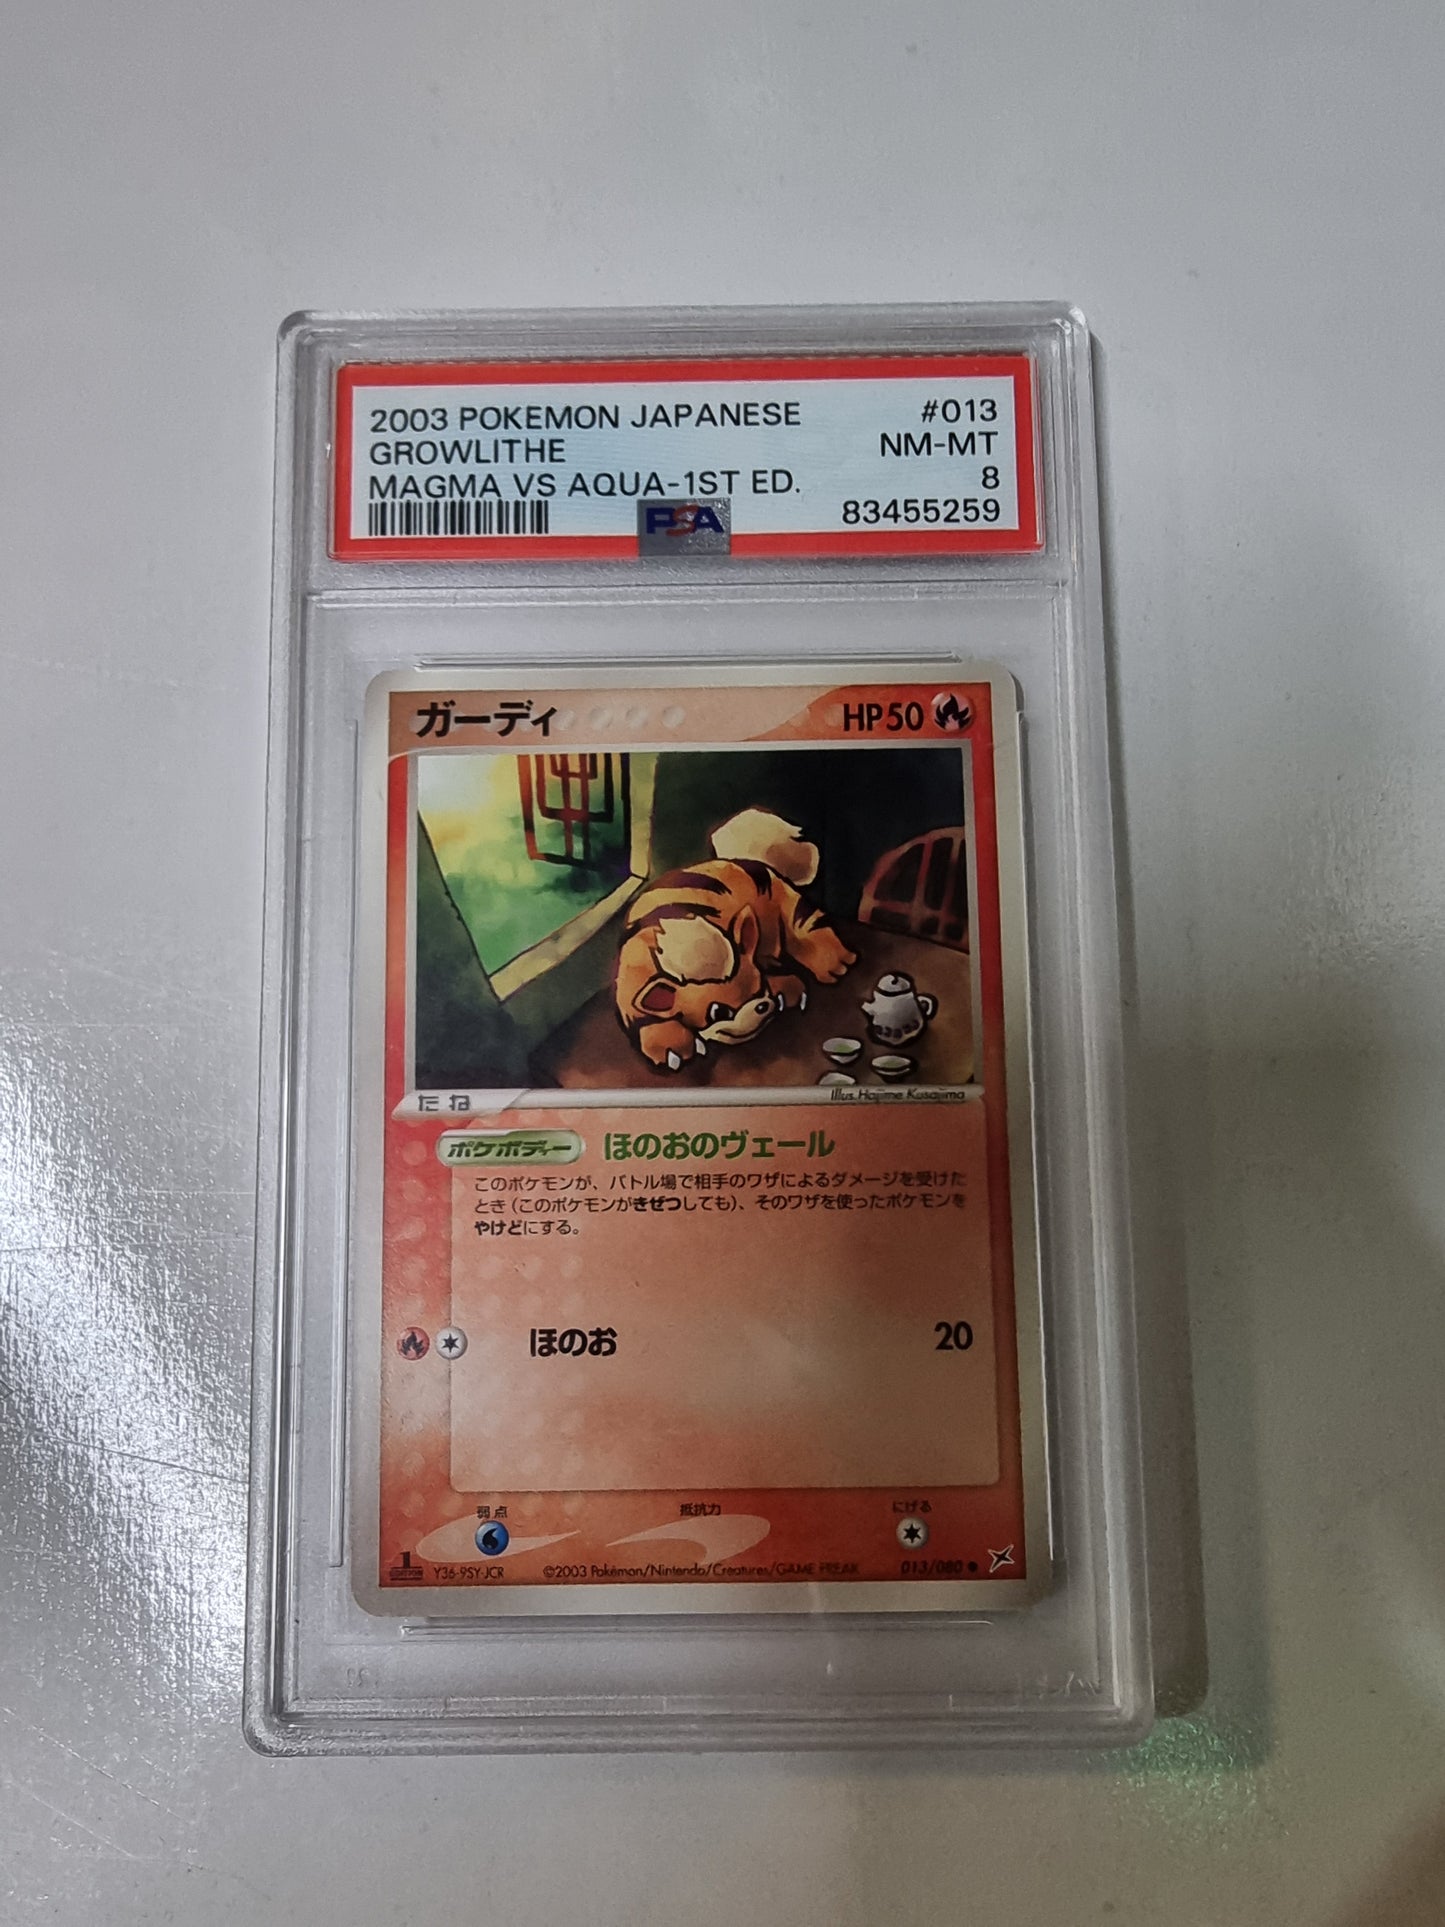 2003 POKEMON JAPANESE #013
GROWLITHE NM-MT
MAGMA VS AQUA-1ST ED. 8
PSA 83455259
ガーディ HP50
たね Illus. Hajime Kusajima
ポケボディー ほのおのヴェール
このポケモンが、バトル場で相手のワザによるダメージを受けた
とき(このポケモンがきぜつしても)、そのワザを使ったポケモンを
やけどにする。
ほのお 20
弱点 抵抗力 にげる
1 EDITION Y36-9SY-JCR ©2003 Pokémon/Nintendo/Creatures/GAME FREAK 013/080